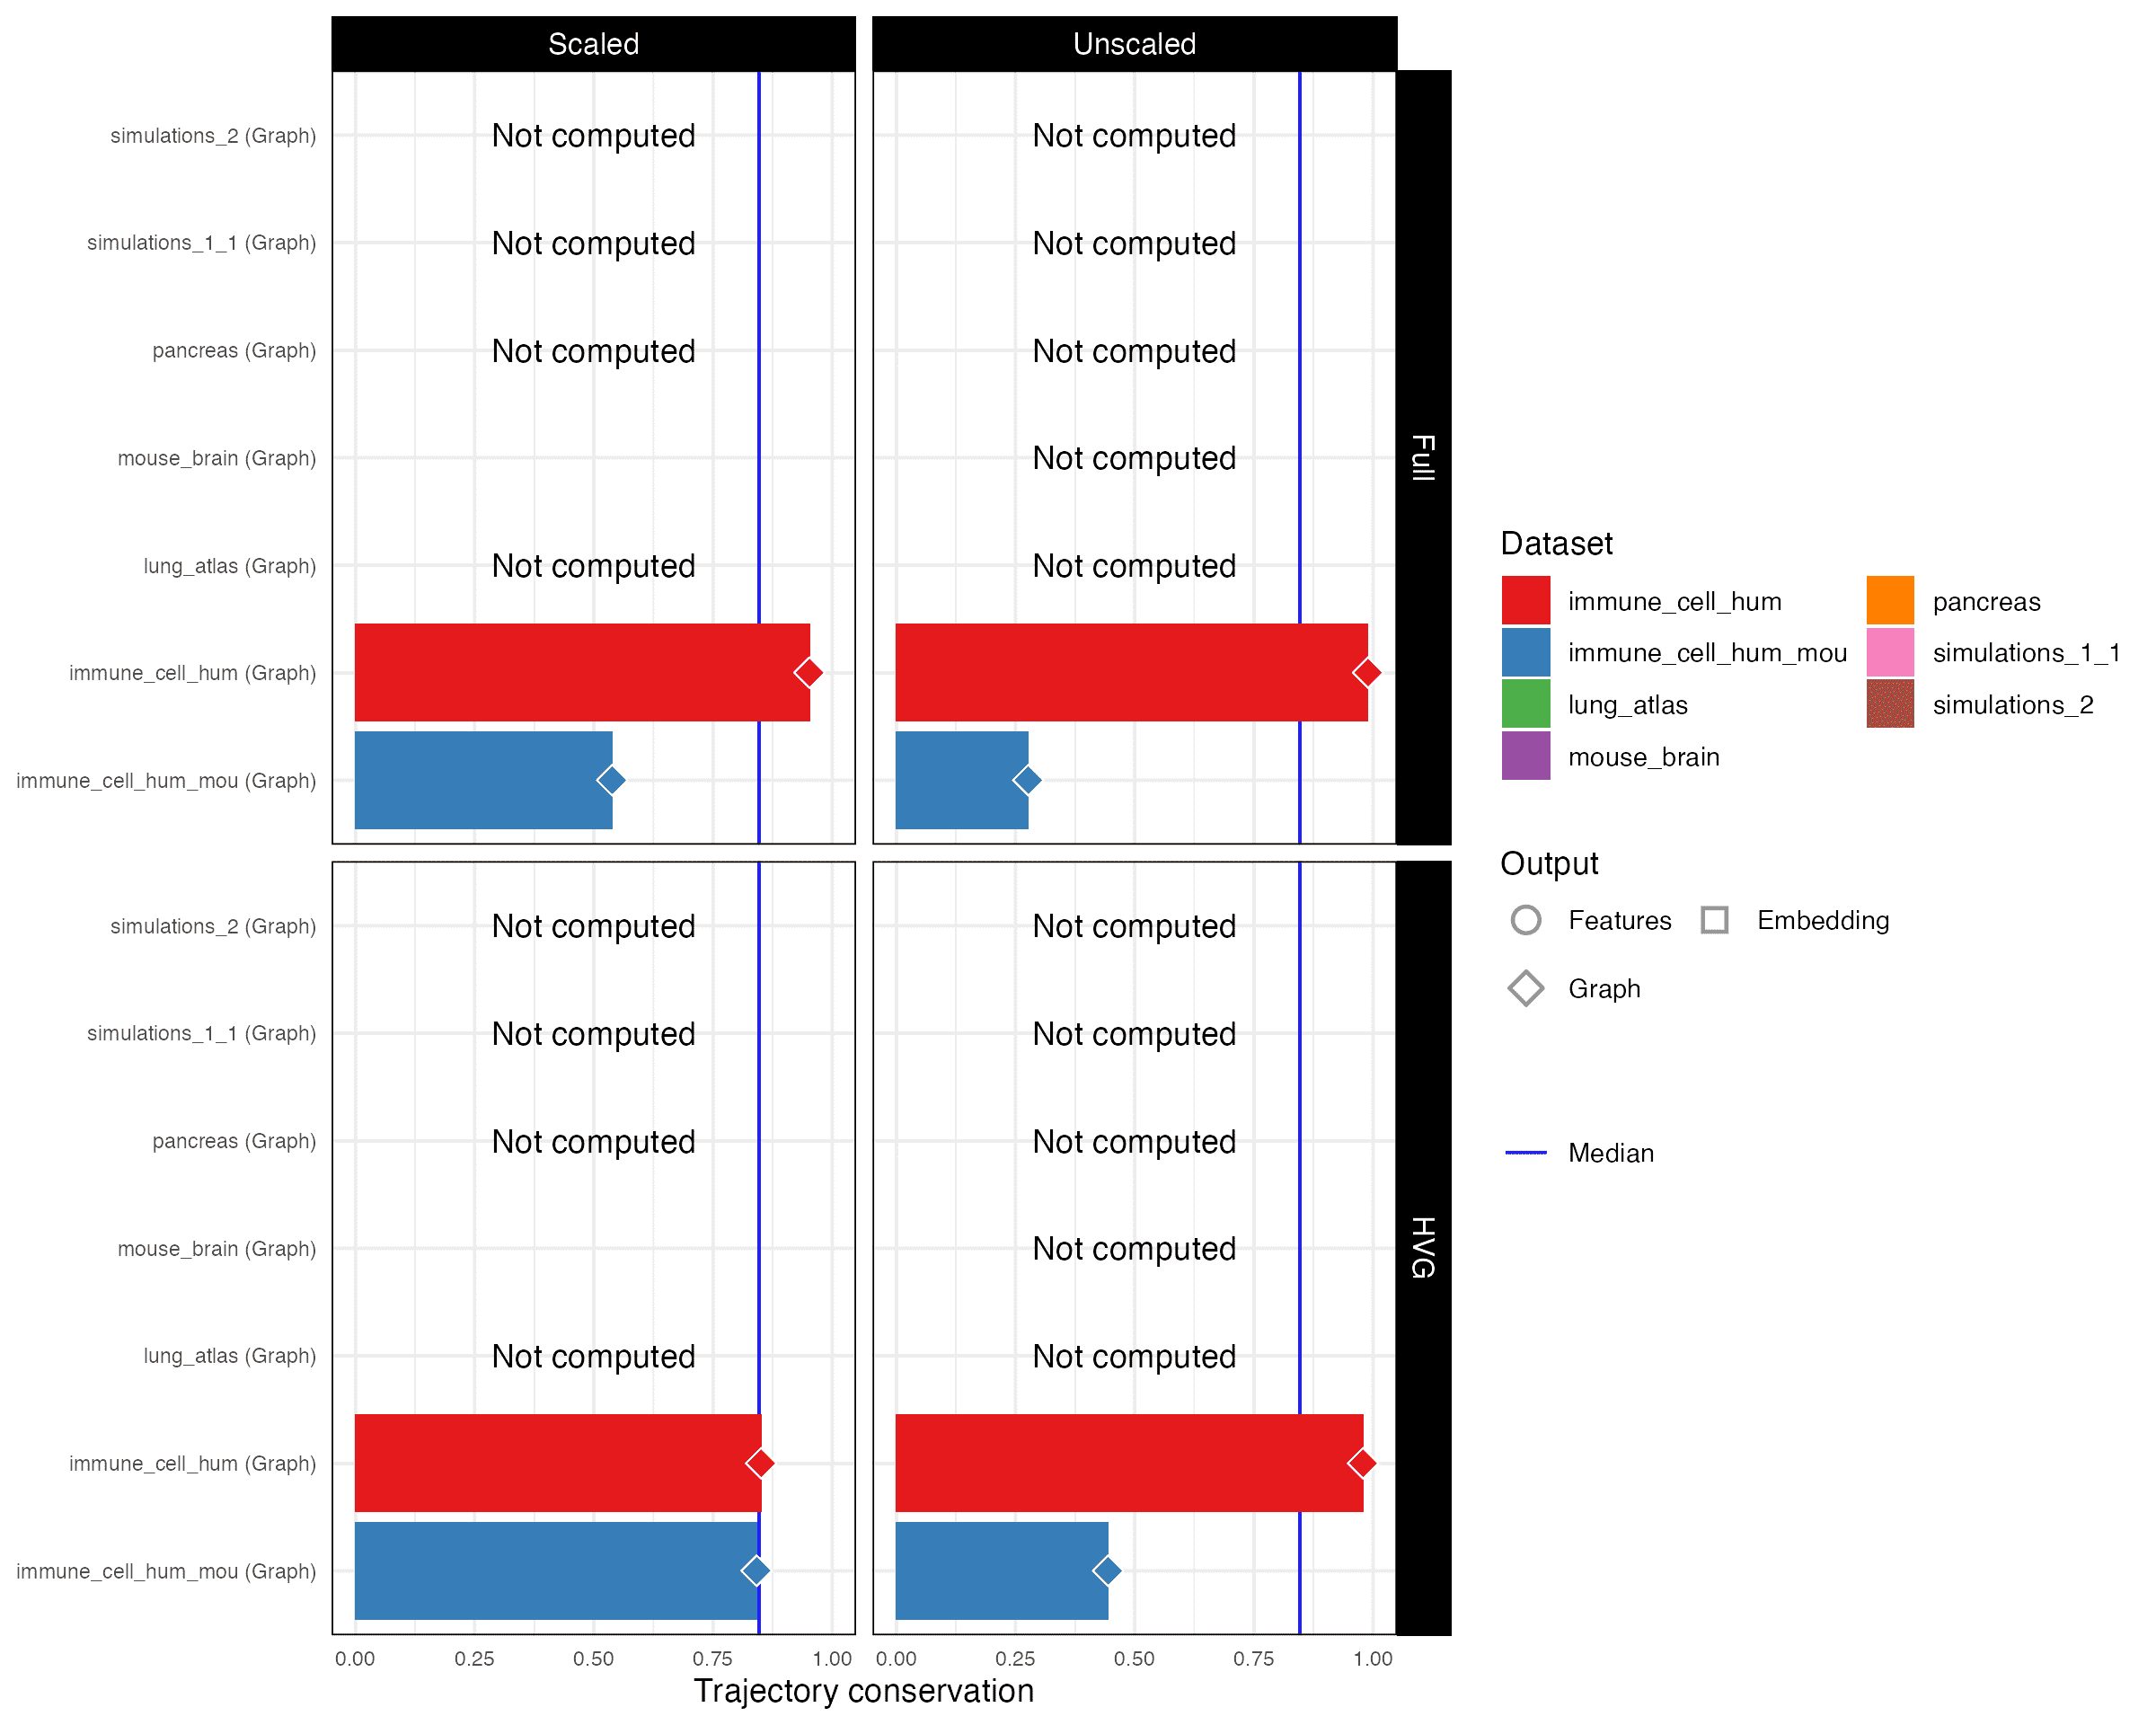 Scaled
Unscaled
simulations_2 (Graph)
Not computed
Not computed
simulations_1_1 (Graph)
Not computed
Not computed
pancreas (Graph)
Not computed
Not computed
mouse_brain (Graph)
Not computed
lung_atlas (Graph)
Not computed
Not computed
immune_cell_hum (Graph)
immune_cell_hum_mou (Graph)
Full
simulations_2 (Graph)
Not computed
Not computed
simulations_1_1 (Graph)
Not computed
Not computed
pancreas (Graph)
Not computed
Not computed
mouse_brain (Graph)
Not computed
lung_atlas (Graph)
Not computed
Not computed
immune_cell_hum (Graph)
immune_cell_hum_mou (Graph)
HVG
0.00 0.25 0.50 0.75 1.00
0.00 0.25 0.50 0.75 1.00
Trajectory conservation
Dataset
immune_cell_hum
immune_cell_hum_mou
lung_atlas
mouse_brain
pancreas
simulations_1_1
simulations_2
Output
Features
Embedding
Graph
Median